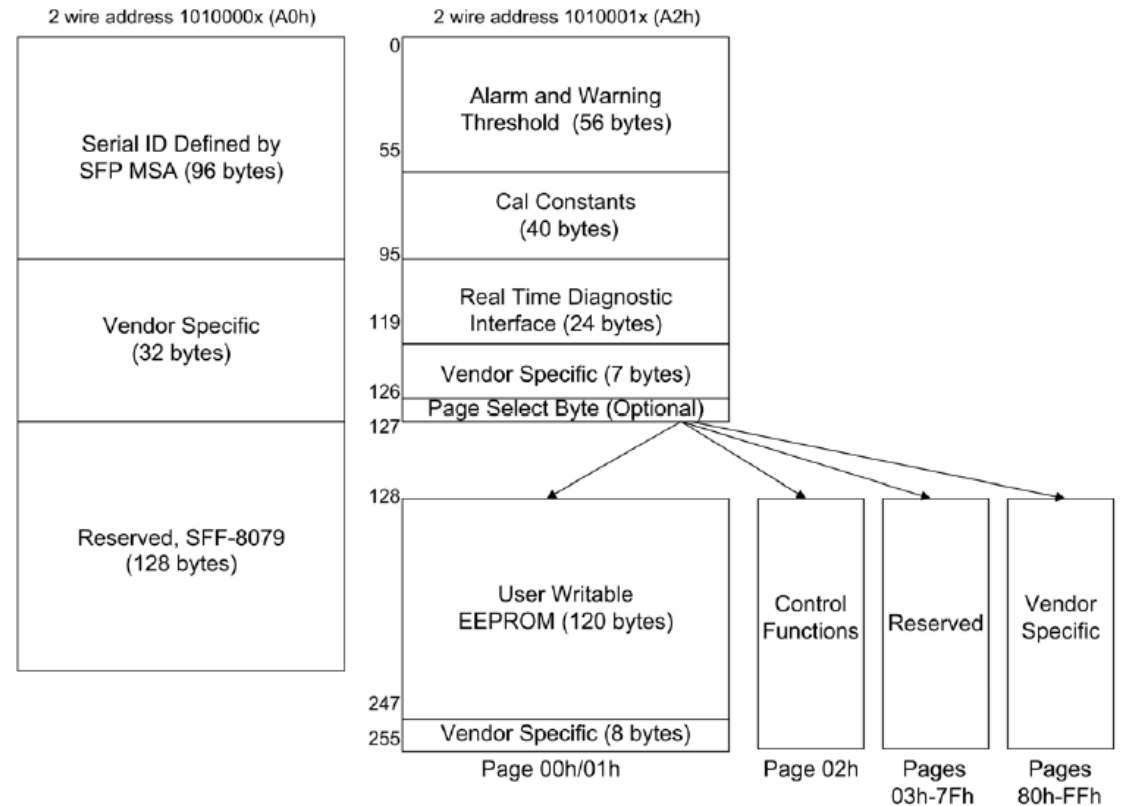 2 wire address 1010000x (A0h)
Serial ID Defined by
SFP MSA (96 bytes)
Vendor Specific
(32 bytes)
Reserved, SFF-8079
(128 bytes)
2 wire address 1010001x (A2h)
0
Alarm and Warning
Threshold (56 bytes)
55
Cal Constants
(40 bytes)
95
Real Time Diagnostic
Interface (24 bytes)
119
Vendor Specific (7 bytes)
126
Page Select Byte (Optional)
127
128
User Writable
EEPROM (120 bytes)
247
Vendor Specific (8 bytes)
255
Page 00h/01h
Control
Functions
Page 02h
Reserved
Pages
03h-7Fh
Vendor
Specific
Pages
80h-FFh